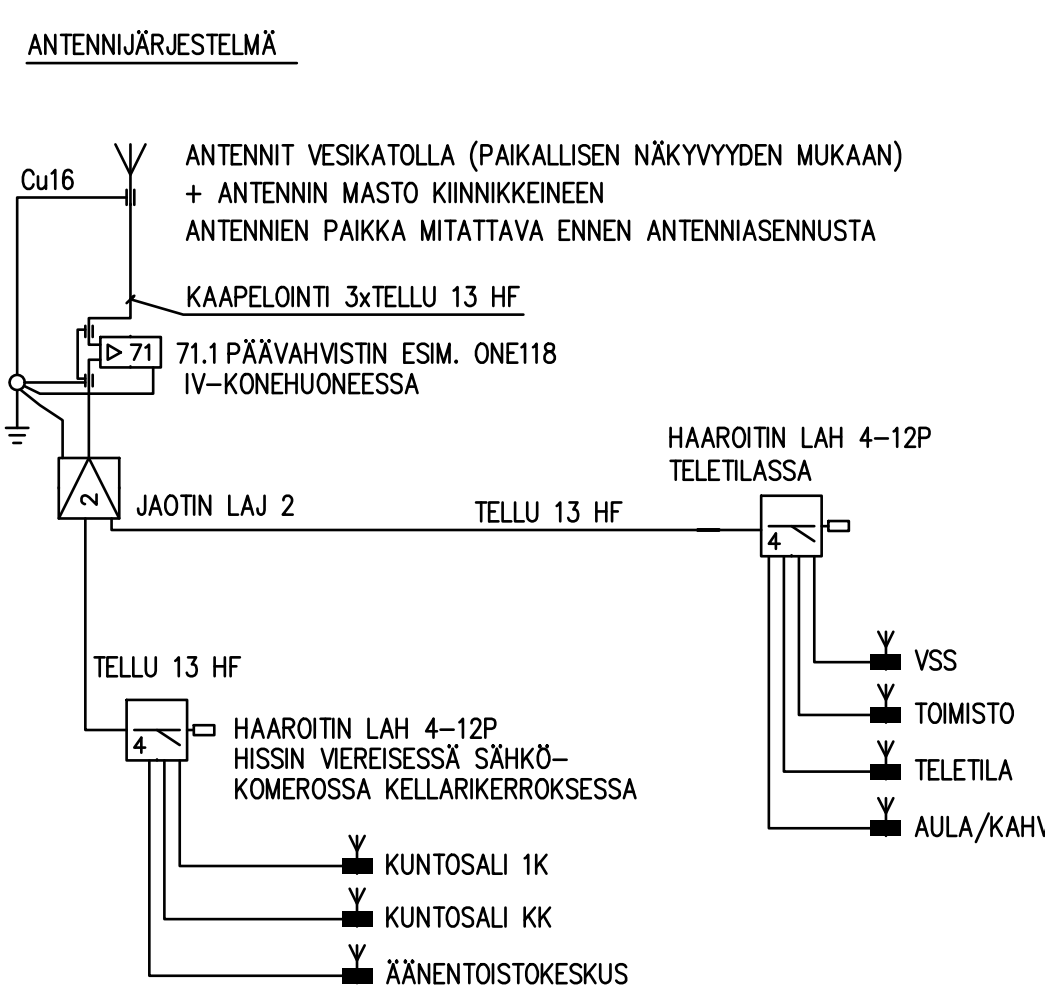 ANTENNIJÄRJESTELMÄ
Cu16
ANTENNIT VESIKATOLLA (PAIKALLISEN NÄKYVYYDEN MUKAAN)
+ ANTENNIN MASTO KIINNIKKEINEEN
ANTENNIEN PAIKKA MITATTAVA ENNEN ANTENNIASENNUSTA
KAAPELOINTI 3xTELLU 13 HF
71
71.1 PÄÄVAHVISTIN ESIM. ONE118
IV-KONEHUONEESSA
HAAROITIN LAH 4-12P
TELETILASSA
2
JAOTIN LAJ 2
TELLU 13 HF
4
VSS
TOIMISTO
TELETILA
AULA/KAHV
TELLU 13 HF
4
HAAROITIN LAH 4-12P
HISSIN VIEREISESSÄ SÄHKÖ-
KOMEROSSA KELLARIKERROKSESSA
KUNTOSALI 1K
KUNTOSALI KK
ÄÄNENTOISTOKESKUS